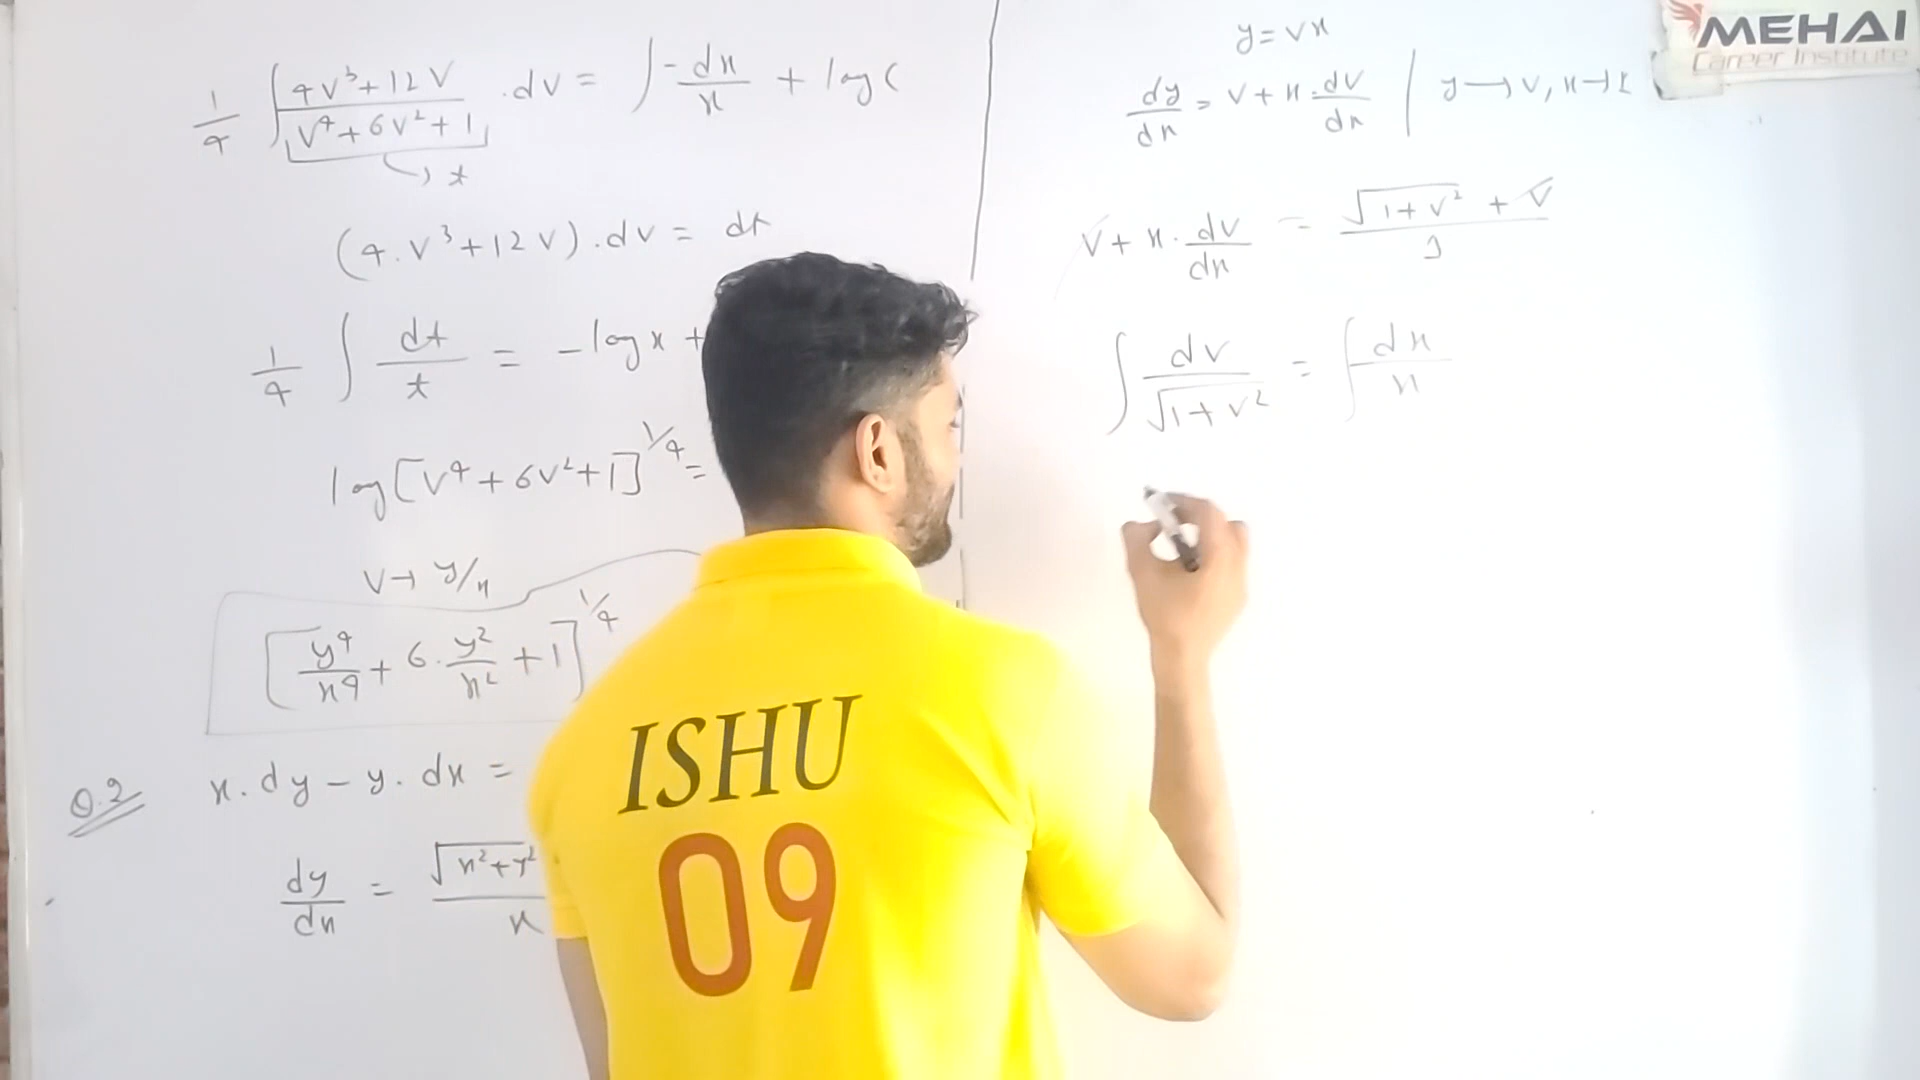 1/4 ∫ (4v³+12v)/(v⁴+6v²+1) .dv = ∫ -dx/x + log c
→ t
(4.v³+12v).dv = dt
1/4 ∫ dt/t = -log x +
log[v⁴+6v²+1]^1/4 =
v → y/x
[y⁴/x⁴ + 6.y²/x² + 1]^1/4
Q.2 x.dy - y.dx =
dy/dx = √x²+y² / x
y = vx
dy/dx = v + x.dv/dx | y → v, x → 1
v + x.dv/dx = (√1+v² + v)/1
∫ dv/√1+v² = ∫ dx/x
MEHAI
Career Institute
ISHU
09